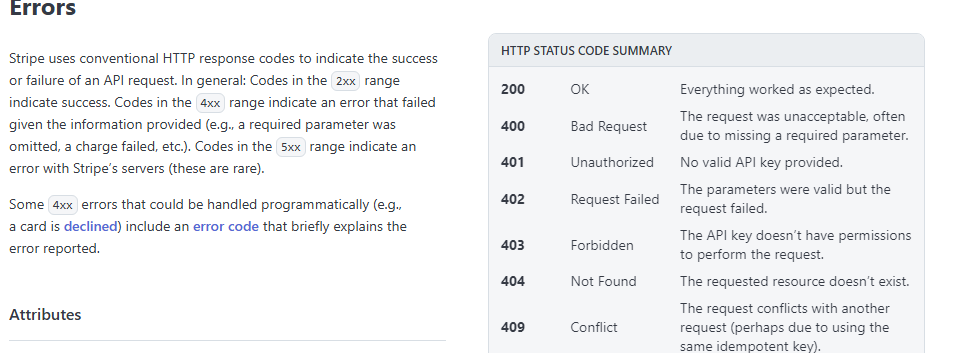 Errors
Stripe uses conventional HTTP response codes to indicate the success
or failure of an API request. In general: Codes in the 2xx range
indicate success. Codes in the 4xx range indicate an error that failed
given the information provided (e.g., a required parameter was
omitted, a charge failed, etc.). Codes in the 5xx range indicate an
error with Stripe’s servers (these are rare).
Some 4xx errors that could be handled programmatically (e.g.,
a card is declined) include an error code that briefly explains the
error reported.
Attributes
HTTP STATUS CODE SUMMARY
200 OK Everything worked as expected.
400 Bad Request The request was unacceptable, often
due to missing a required parameter.
401 Unauthorized No valid API key provided.
402 Request Failed The parameters were valid but the
request failed.
403 Forbidden The API key doesn’t have permissions
to perform the request.
404 Not Found The requested resource doesn’t exist.
409 Conflict The request conflicts with another
request (perhaps due to using the
same idempotent key).